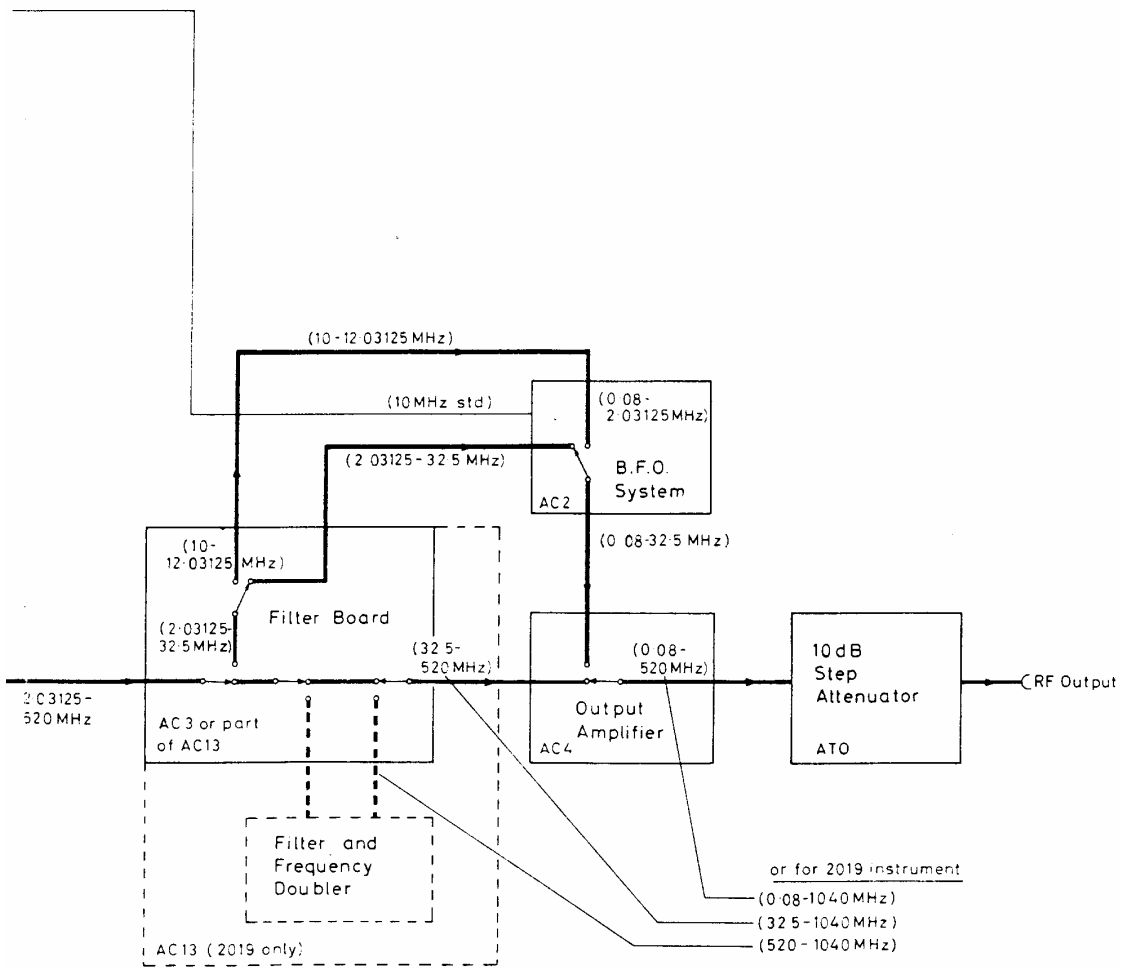 (10-12·03125 MHz)
(10MHz std)
(0·08-
2·03125MHz)
(2·03125-32·5 MHz)
B.F.O.
System
AC2
(0·08-32·5 MHz)
(10-
12·03125 MHz)
Filter Board
(2·03125-
32·5MHz)
(32·5-
520MHz)
(0·08-
520MHz)
10dB
Step
Attenuator
RF Output
2·03125-
520 MHz
Output
Amplifier
AC3 or part
of AC13
AC4
ATO
Filter and
Frequency
Doubler
or for 2019 instrument
(0·08-1040MHz)
(32·5-1040MHz)
(520-1040MHz)
AC13 (2019 only)